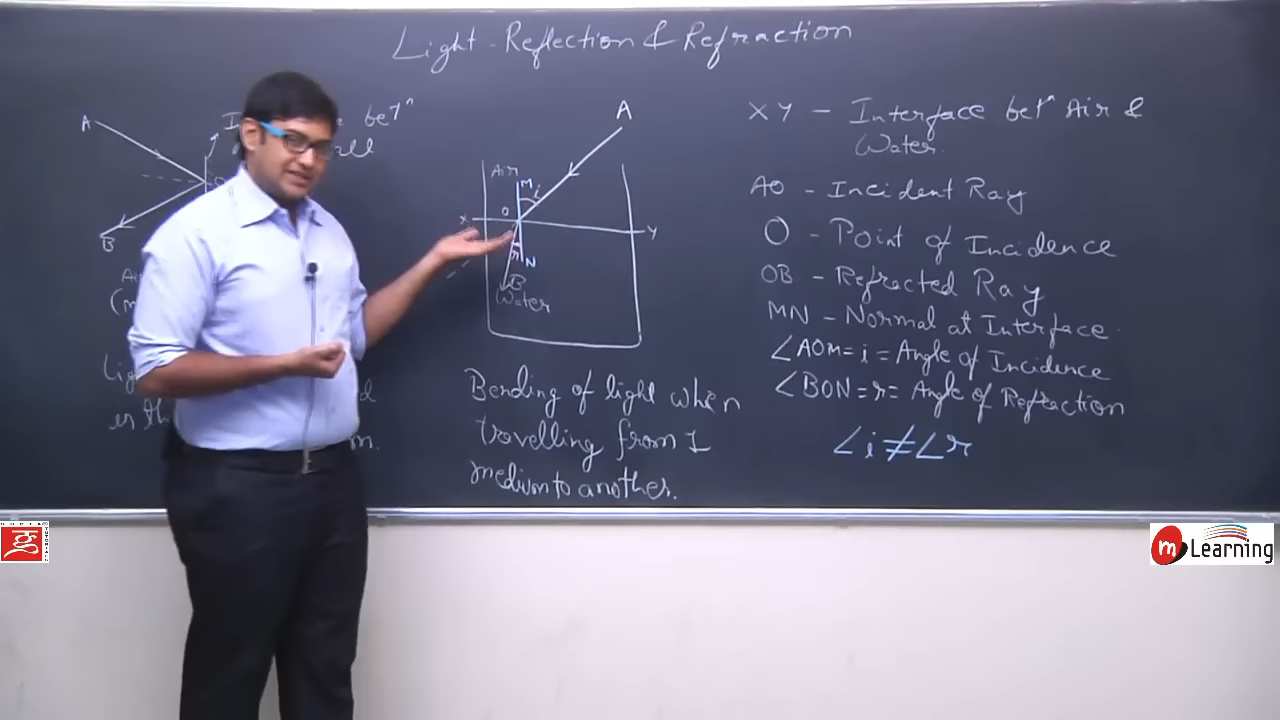 Light - Reflection & Refraction
A
B
A
Air
M
i
O
X
Y
r
N
B
Water
Bending of light when
travelling from 1
medium to another.
XY - Interface betⁿ Air &
Water.
AO - Incident Ray
O - Point of Incidence
OB - Refracted Ray
MN - Normal at Interface
∠AOM = i = Angle of Incidence
∠BON = r = Angle of Refraction
∠i ≠ ∠r
betⁿ
m.
g
m Learning